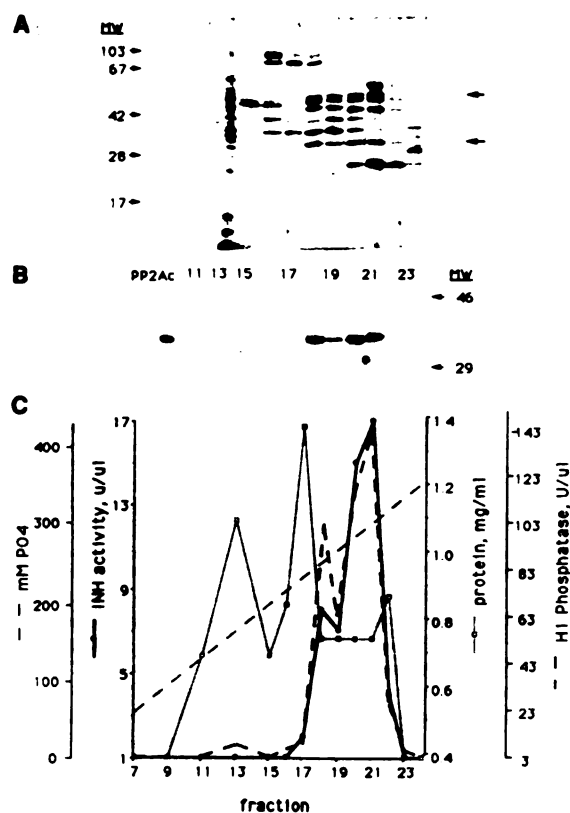 A
MW
103
67
42
28
17
B
PP2Ac 11 13 15 17 19 21 23 MW
46
29
C
400
300
200
100
0
— — mM PO4
17
13
9
5
1
INH activity, u/ul
1.4
1.2
1.0
0.8
0.6
0.4
protein, mg/ml
143
123
103
83
63
43
23
3
H1 Phosphatase, U/ul
7 9 11 13 15 17 19 21 23
fraction